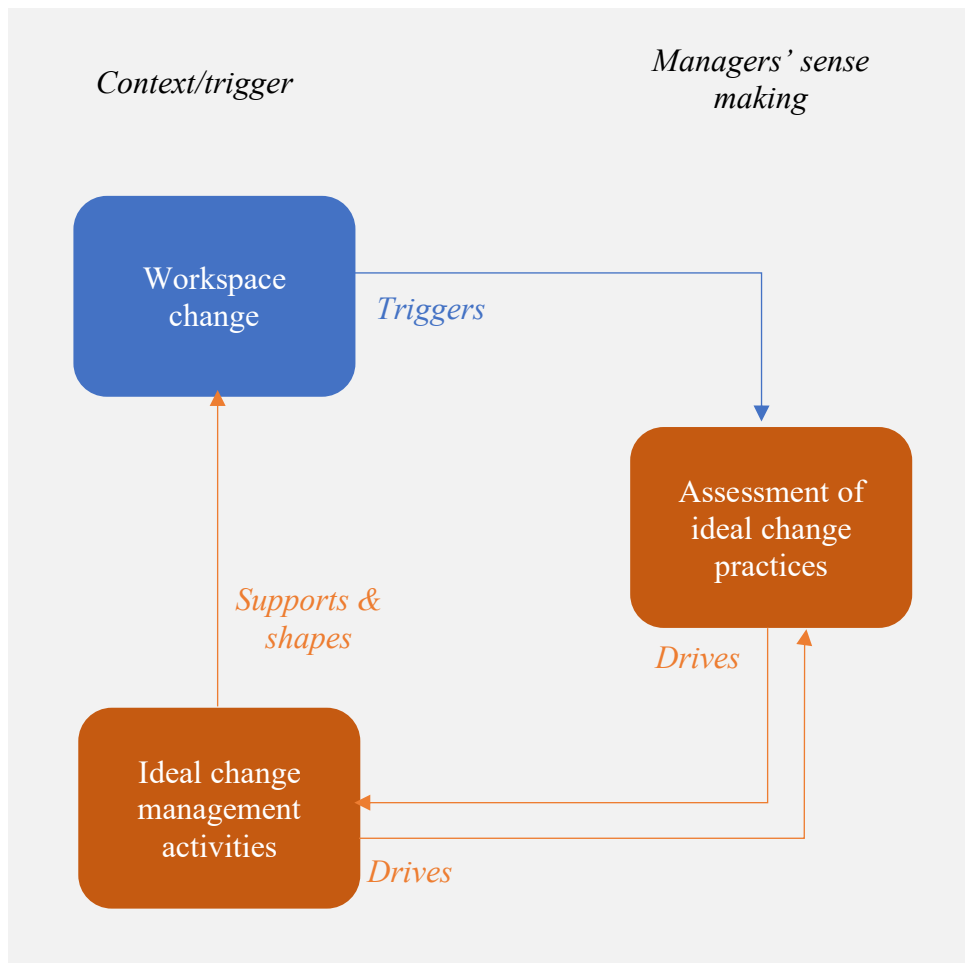 Context/trigger
Managers’ sense
making
Workspace
change
Triggers
Assessment of
ideal change
practices
Supports &
shapes
Drives
Ideal change
management
activities
Drives